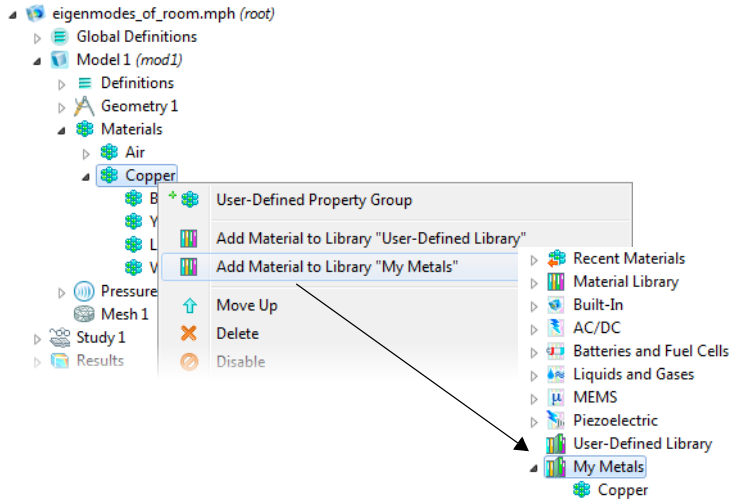 eigenmodes_of_room.mph (root)
Global Definitions
Model 1 (mod1)
Definitions
Geometry 1
Materials
Air
Copper
B
Y
L
V
Pressure
Mesh 1
Study 1
Results
User-Defined Property Group
Add Material to Library "User-Defined Library"
Add Material to Library "My Metals"
Move Up
Delete
Disable
Recent Materials
Material Library
Built-In
AC/DC
Batteries and Fuel Cells
Liquids and Gases
MEMS
Piezoelectric
User-Defined Library
My Metals
Copper